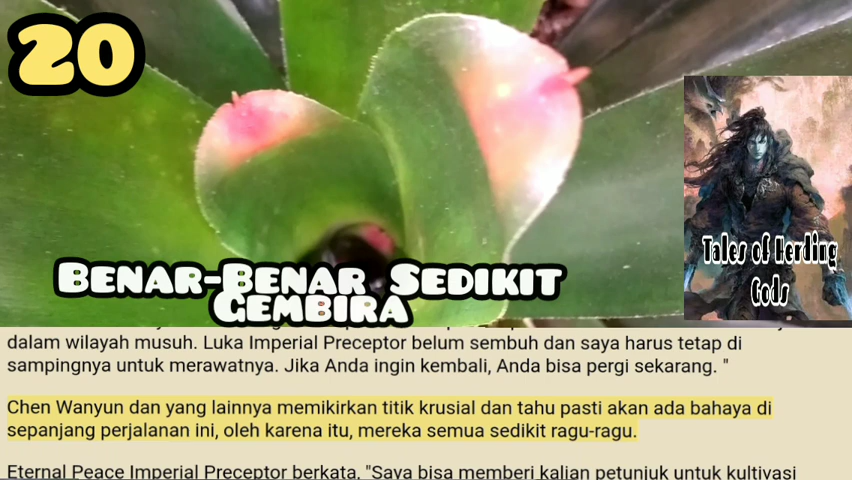 20
BENAR-BENAR SEDIKIT
GEMBIRA
Tales of Herding
Gods
dalam wilayah musuh. Luka Imperial Preceptor belum sembuh dan saya harus tetap di
sampingnya untuk merawatnya. Jika Anda ingin kembali, Anda bisa pergi sekarang. "
Chen Wanyun dan yang lainnya memikirkan titik krusial dan tahu pasti akan ada bahaya di
sepanjang perjalanan ini, oleh karena itu, mereka semua sedikit ragu-ragu.
Eternal Peace Imperial Preceptor berkata, "Saya bisa memberi kalian petunjuk untuk kultivasi